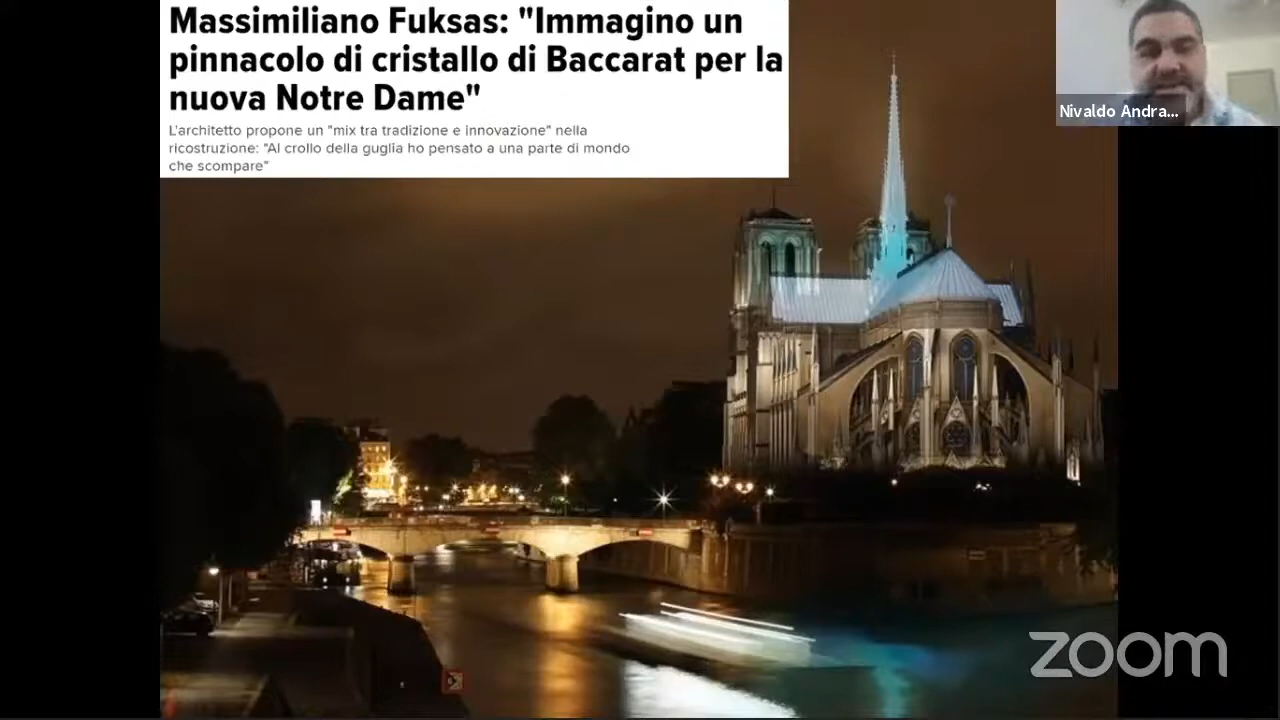 Massimiliano Fuksas: "Immagino un
pinnacolo di cristallo di Baccarat per la
nuova Notre Dame"
L'architetto propone un "mix tra tradizione e innovazione" nella
ricostruzione: "Al crollo della guglia ho pensato a una parte di mondo
che scompare"
Nivaldo Andra...
zoom